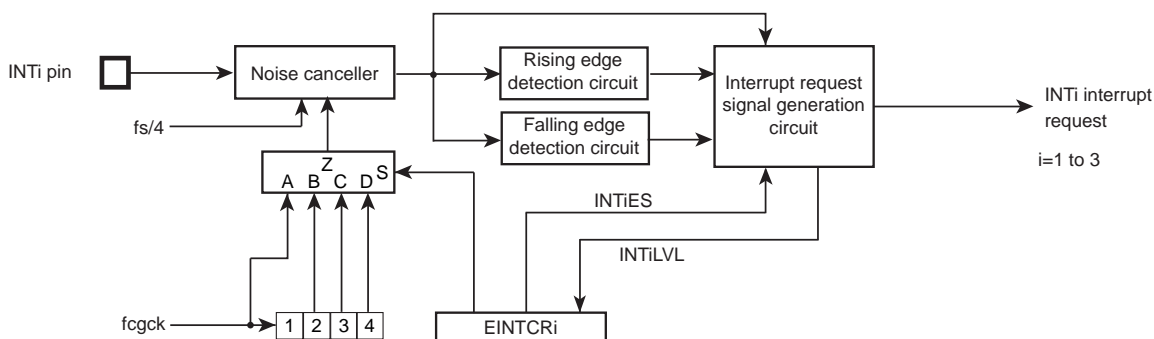 INTi pin
Noise canceller
Rising edge
detection circuit
Interrupt request
signal generation
circuit
INTi interrupt
request
i=1 to 3
fs/4
Falling edge
detection circuit
Z
S
A
B
C
D
INTiES
INTiLVL
fcgck
1
2
3
4
EINTCRi